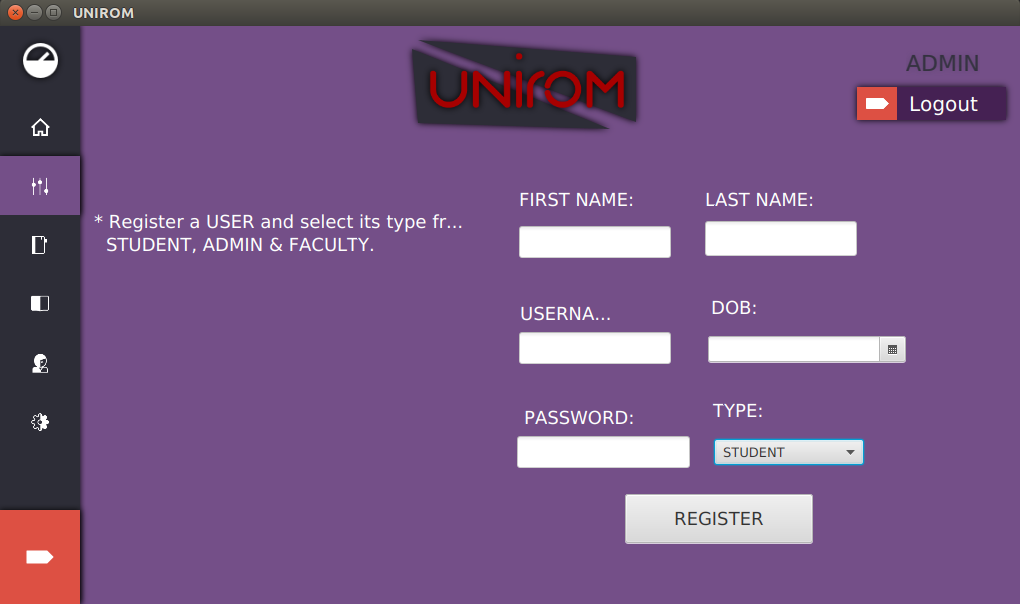 UNIROM
UNIROM
ADMIN
Logout
* Register a USER and select its type fr...
STUDENT, ADMIN & FACULTY.
FIRST NAME:
LAST NAME:
USERNA...
DOB:
PASSWORD:
TYPE:
STUDENT
REGISTER